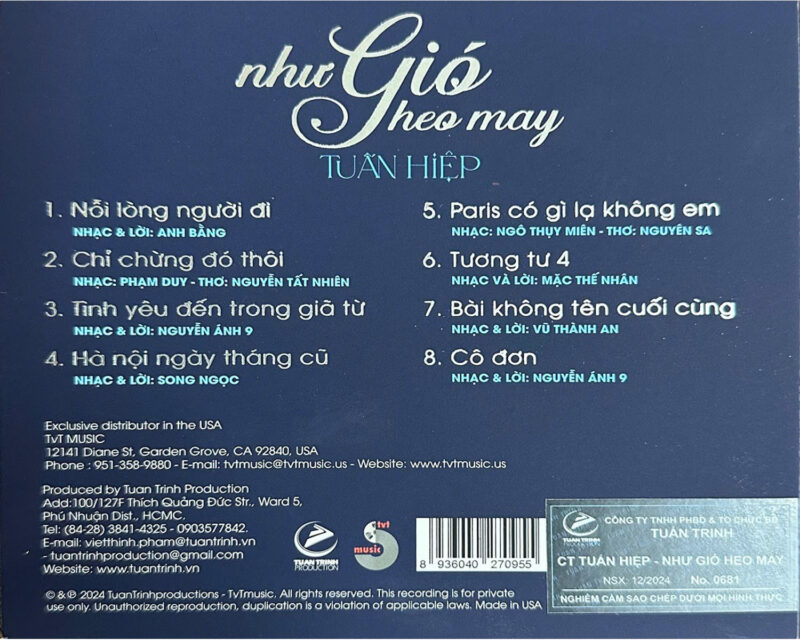 như Gió
heo may
TUẤN HIỆP
1. Nỗi lòng người đi
NHẠC & LỜI: ANH BẰNG
2. Chỉ chừng đó thôi
NHẠC: PHẠM DUY - THƠ: NGUYỄN TẤT NHIÊN
3. Tình yêu đến trong giã từ
NHẠC & LỜI: NGUYỄN ÁNH 9
4. Hà nội ngày tháng cũ
NHẠC & LỜI: SONG NGỌC
5. Paris có gì lạ không em
NHẠC: NGÔ THỤY MIÊN - THƠ: NGUYÊN SA
6. Tương tư 4
NHẠC VÀ LỜI: MẶC THẾ NHÂN
7. Bài không tên cuối cùng
NHẠC & LỜI: VŨ THÀNH AN
8. Cô đơn
NHẠC & LỜI: NGUYỄN ÁNH 9
Exclusive distributor in the USA
TvT MUSIC
12141 Diane St, Garden Grove, CA 92840, USA
Phone : 951-358-9880 - E-mail: tvtmusic@tvtmusic.us - Website: www.tvtmusic.us
Produced by Tuan Trinh Production
Add:100/127F Thích Quảng Đức Str., Ward 5,
Phú Nhuận Dist., HCMC.
Tel: (84-28) 3841-4325 - 0903577842.
E-mail: vietthinh.pham@tuantrinh.vn
- tuantrinhproduction@gmail.com
Website: www.tuantrinh.vn
TUAN TRINH
PRODUCTION
tvt
music
8 936040 270955
TUAN TRINH
PRODUCTION
CÔNG TY TNHH PHBD & TỔ CHỨC BD
TUẤN TRINH
CT TUẤN HIỆP - NHƯ GIÓ HEO MAY
NSX: 12/2024 No. 0681
NGHIÊM CẤM SAO CHÉP DƯỚI MỌI HÌNH THỨC
© & ℗ 2024 TuanTrinhproductions - TvTmusic. All rights reserved. This recording is for private
use only. Unauthorized reproduction, duplication is a violation of applicable laws. Made in USA